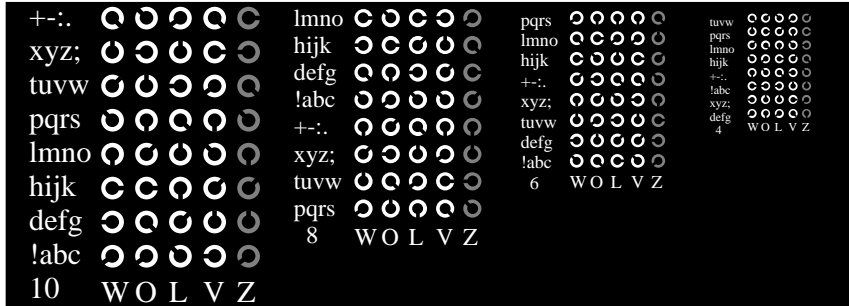 +-:.
xyz;
tuvw
pqrs
lmno
hijk
defg
!abc
10 W O L V Z
lmno
hijk
defg
!abc
+-:.
xyz;
tuvw
pqrs
8 W O L V Z
pqrs
lmno
hijk
+-:.
xyz;
tuvw
defg
!abc
6 W O L V Z
tuvw
pqrs
lmno
hijk
+-:.
!abc
xyz;
defg
4 W O L V Z